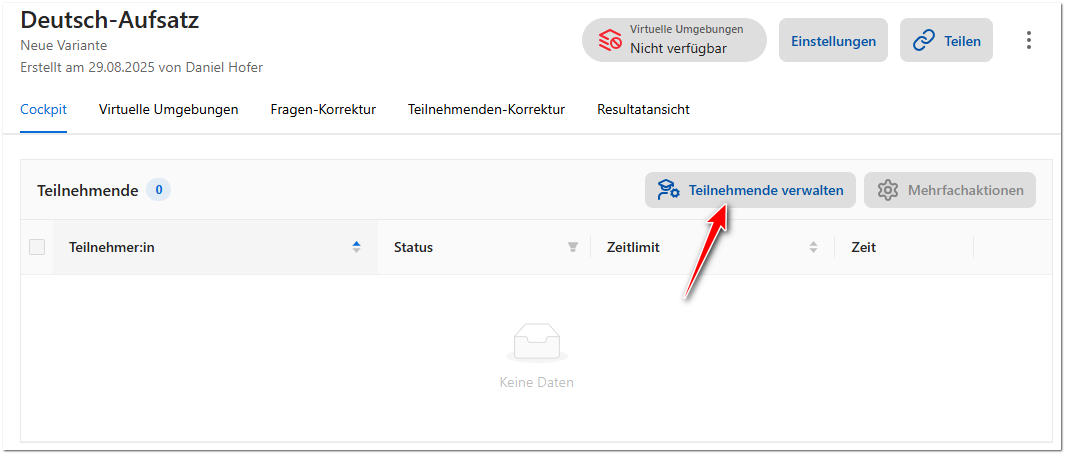 Deutsch-Aufsatz
Neue Variante
Erstellt am 29.08.2025 von Daniel Hofer
Virtuelle Umgebungen
Nicht verfügbar
Einstellungen
Teilen
Cockpit Virtuelle Umgebungen Fragen-Korrektur Teilnehmenden-Korrektur Resultatansicht
Teilnehmende 0
Teilnehmende verwalten
Mehrfachaktionen
Teilnehmer:in Status Zeitlimit Zeit
Keine Daten